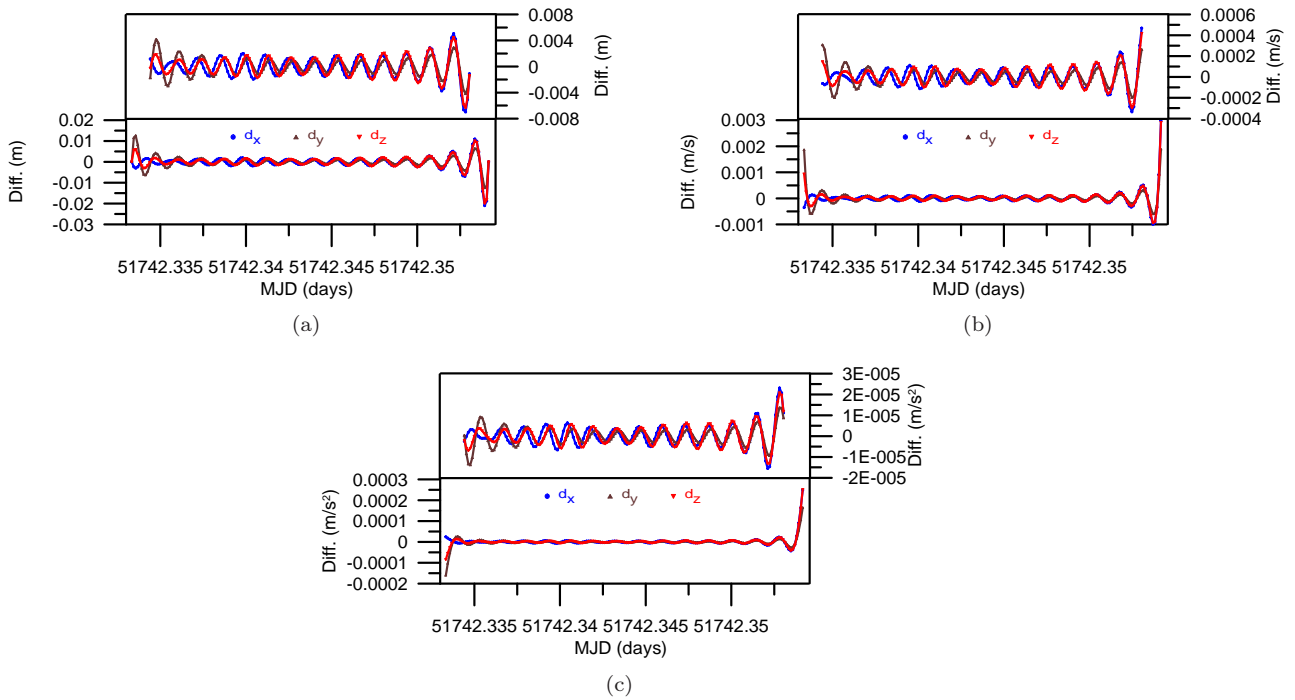 0.008
0.004
0
-0.004
-0.008
Diff. (m)
0.02
0.01
0
-0.01
-0.02
-0.03
Diff. (m)
dx dy dz
51742.335 51742.34 51742.345 51742.35
MJD (days)
(a)
0.0006
0.0004
0.0002
0
-0.0002
-0.0004
Diff. (m/s)
0.003
0.002
0.001
0
-0.001
Diff. (m/s)
dx dy dz
51742.335 51742.34 51742.345 51742.35
MJD (days)
(b)
3E-005
2E-005
1E-005
0
-1E-005
-2E-005
Diff. (m/s²)
0.0003
0.0002
0.0001
0
-0.0001
-0.0002
Diff. (m/s²)
dx dy dz
51742.335 51742.34 51742.345 51742.35
MJD (days)
(c)